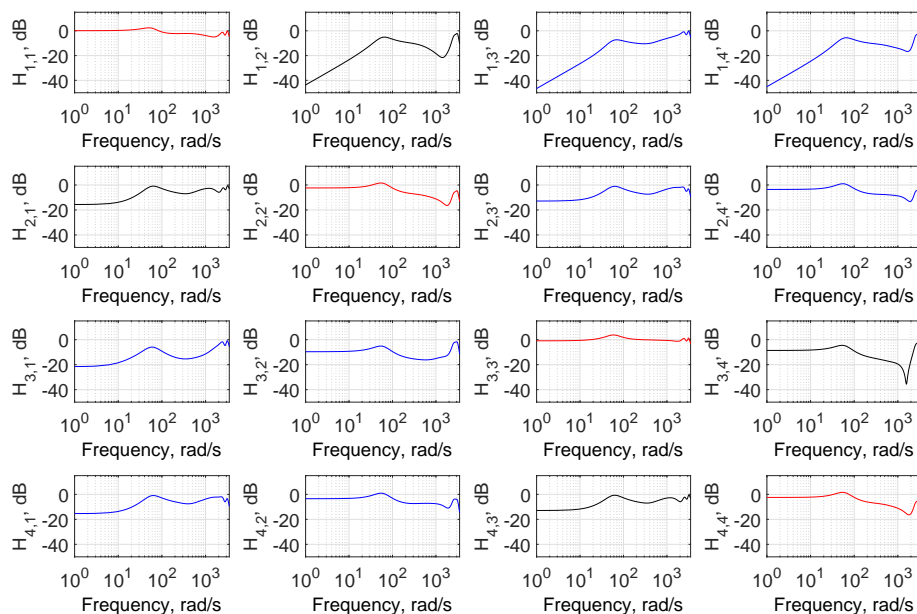 H1,1, dB
0
-20
-40
10^0 10^1 10^2 10^3
Frequency, rad/s
H1,2, dB
0
-20
-40
10^0 10^1 10^2 10^3
Frequency, rad/s
H1,3, dB
0
-20
-40
10^0 10^1 10^2 10^3
Frequency, rad/s
H1,4, dB
0
-20
-40
10^0 10^1 10^2 10^3
Frequency, rad/s
H2,1, dB
0
-20
-40
10^0 10^1 10^2 10^3
Frequency, rad/s
H2,2, dB
0
-20
-40
10^0 10^1 10^2 10^3
Frequency, rad/s
H2,3, dB
0
-20
-40
10^0 10^1 10^2 10^3
Frequency, rad/s
H2,4, dB
0
-20
-40
10^0 10^1 10^2 10^3
Frequency, rad/s
H3,1, dB
0
-20
-40
10^0 10^1 10^2 10^3
Frequency, rad/s
H3,2, dB
0
-20
-40
10^0 10^1 10^2 10^3
Frequency, rad/s
H3,3, dB
0
-20
-40
10^0 10^1 10^2 10^3
Frequency, rad/s
H3,4, dB
0
-20
-40
10^0 10^1 10^2 10^3
Frequency, rad/s
H4,1, dB
0
-20
-40
10^0 10^1 10^2 10^3
Frequency, rad/s
H4,2, dB
0
-20
-40
10^0 10^1 10^2 10^3
Frequency, rad/s
H4,3, dB
0
-20
-40
10^0 10^1 10^2 10^3
Frequency, rad/s
H4,4, dB
0
-20
-40
10^0 10^1 10^2 10^3
Frequency, rad/s